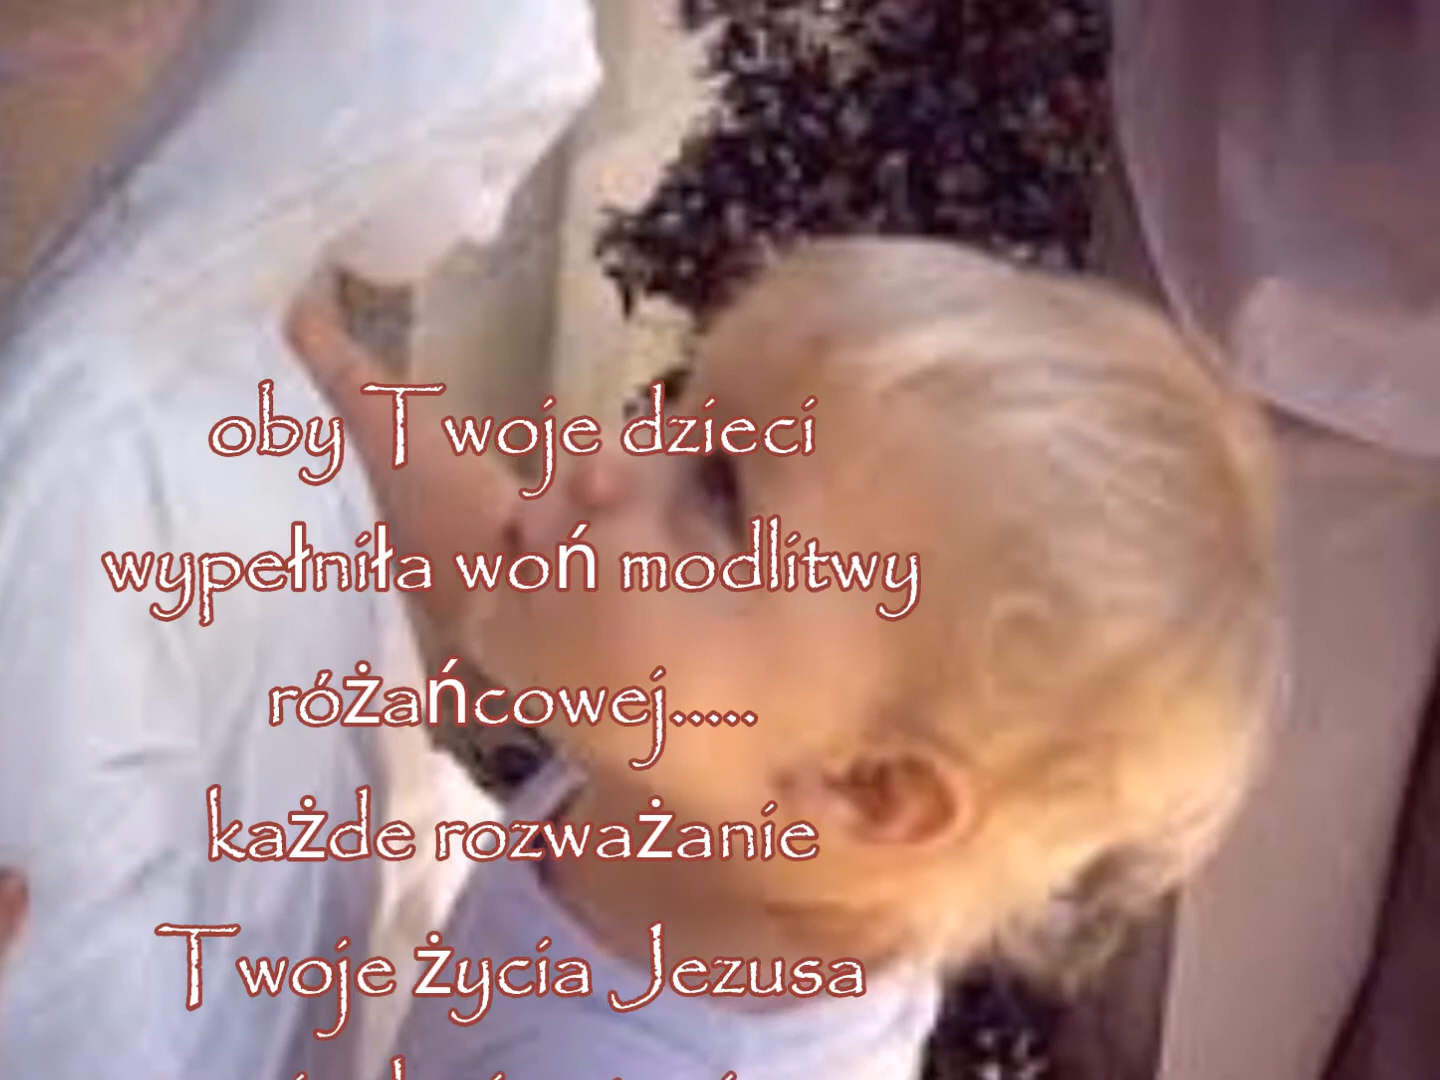 oby Twoje dzieci
wypełniła woń modlitwy
różańcowej.....
każde rozważanie
Twoje życia Jezusa